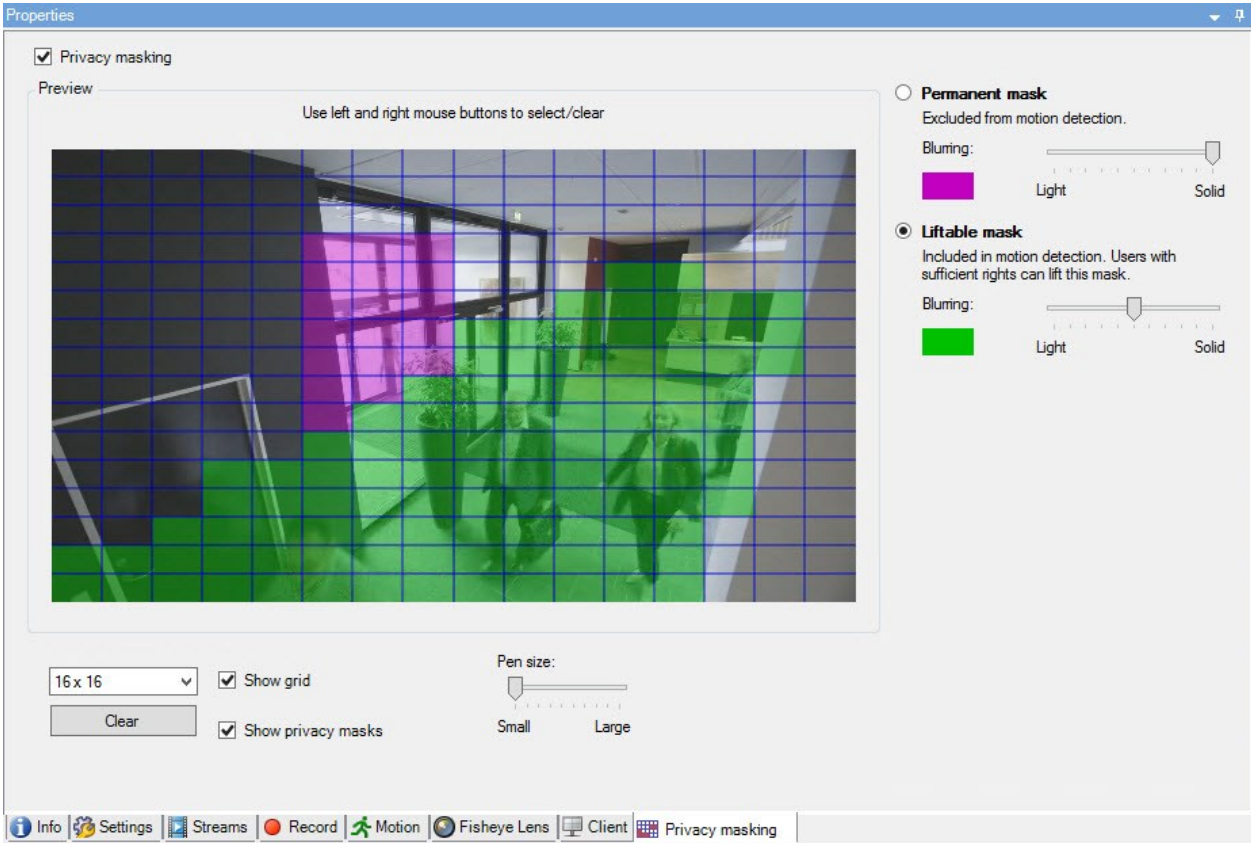 Properties
Privacy masking
Preview
Use left and right mouse buttons to select/clear
Permanent mask
Excluded from motion detection.
Blurring:
Light Solid
Liftable mask
Included in motion detection. Users with
sufficient rights can lift this mask.
Blurring:
Light Solid
16 x 16
Show grid
Pen size:
Clear
Show privacy masks
Small Large
Info Settings Streams Record Motion Fisheye Lens Client Privacy masking